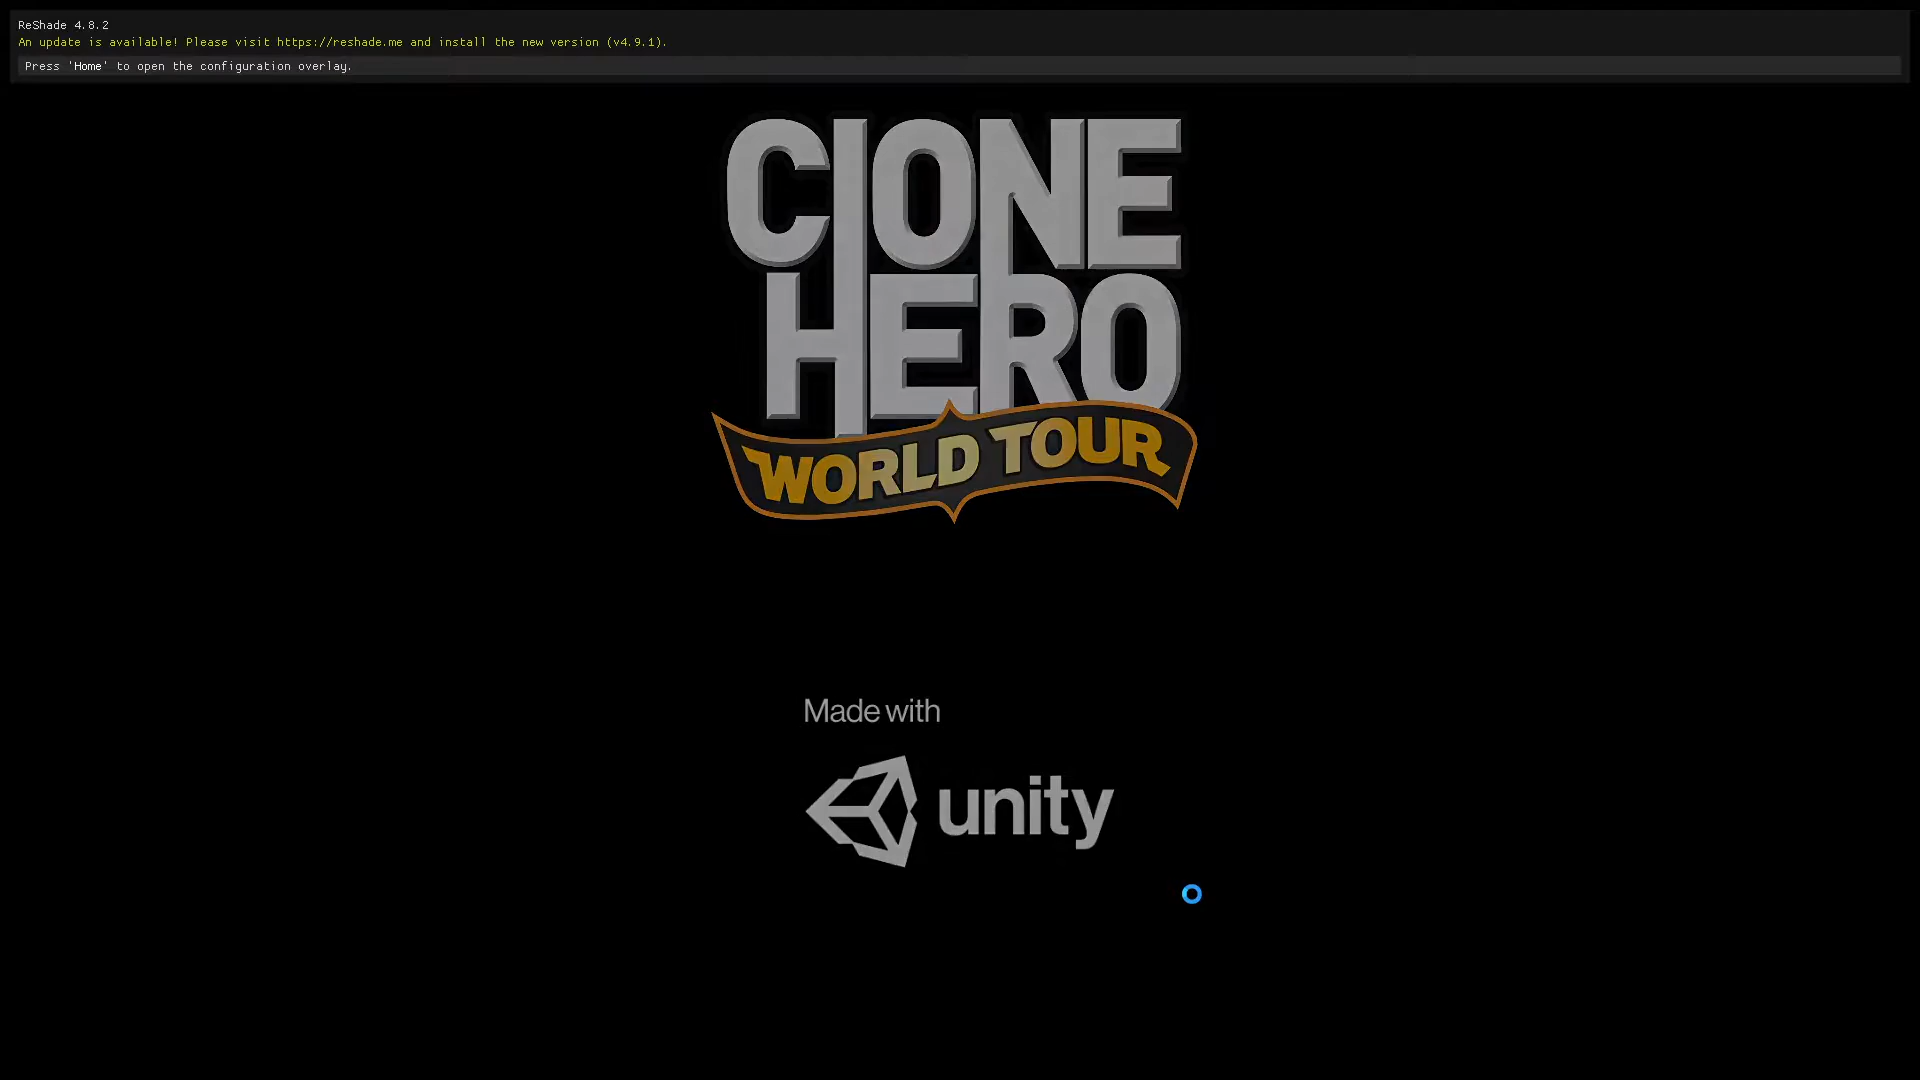 ReShade 4.8.2
An update is available! Please visit https://reshade.me and install the new version (v4.9.1).
Press 'Home' to open the configuration overlay.
ClONE
HERO
WORLD TOUR
Made with
unity